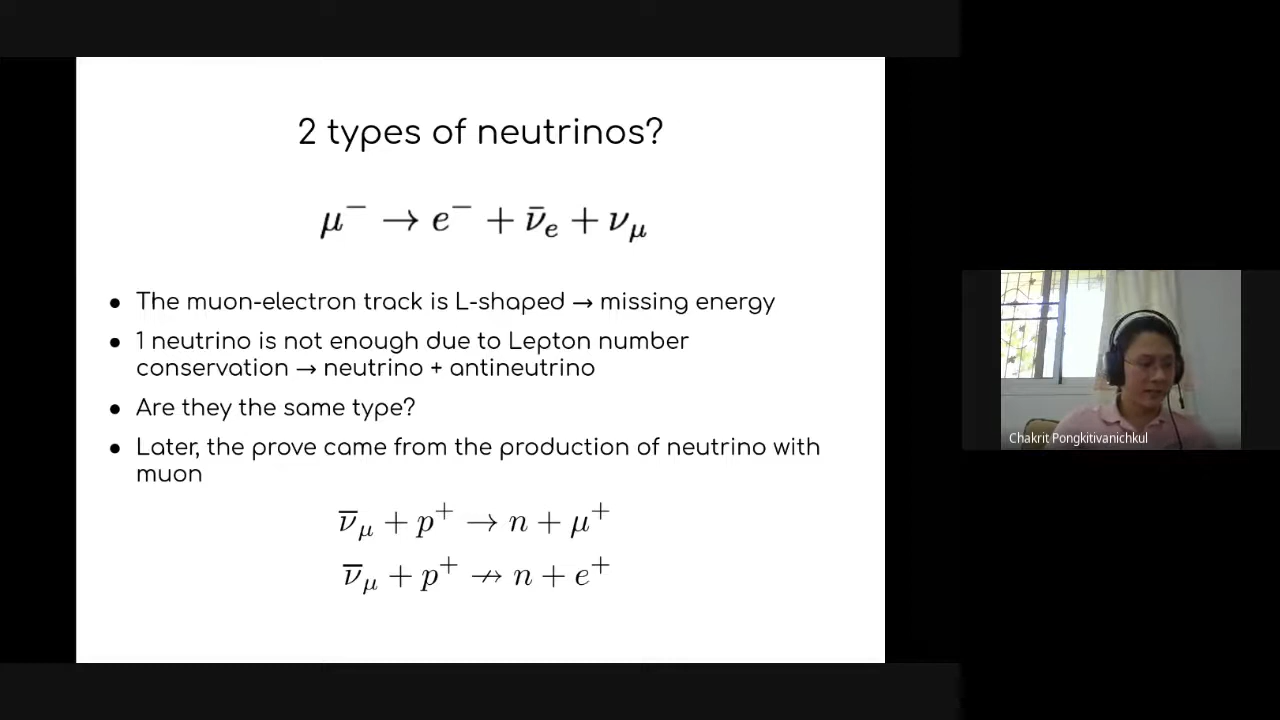 2 types of neutrinos?
μ⁻ → e⁻ + ν̄ₑ + ν_μ
● The muon-electron track is L-shaped → missing energy
● 1 neutrino is not enough due to Lepton number
conservation → neutrino + antineutrino
● Are they the same type?
● Later, the prove came from the production of neutrino with
muon
ν̅_μ + p⁺ → n + μ⁺
ν̅_μ + p⁺ ↛ n + e⁺
Chakrit Pongkitivanichkul